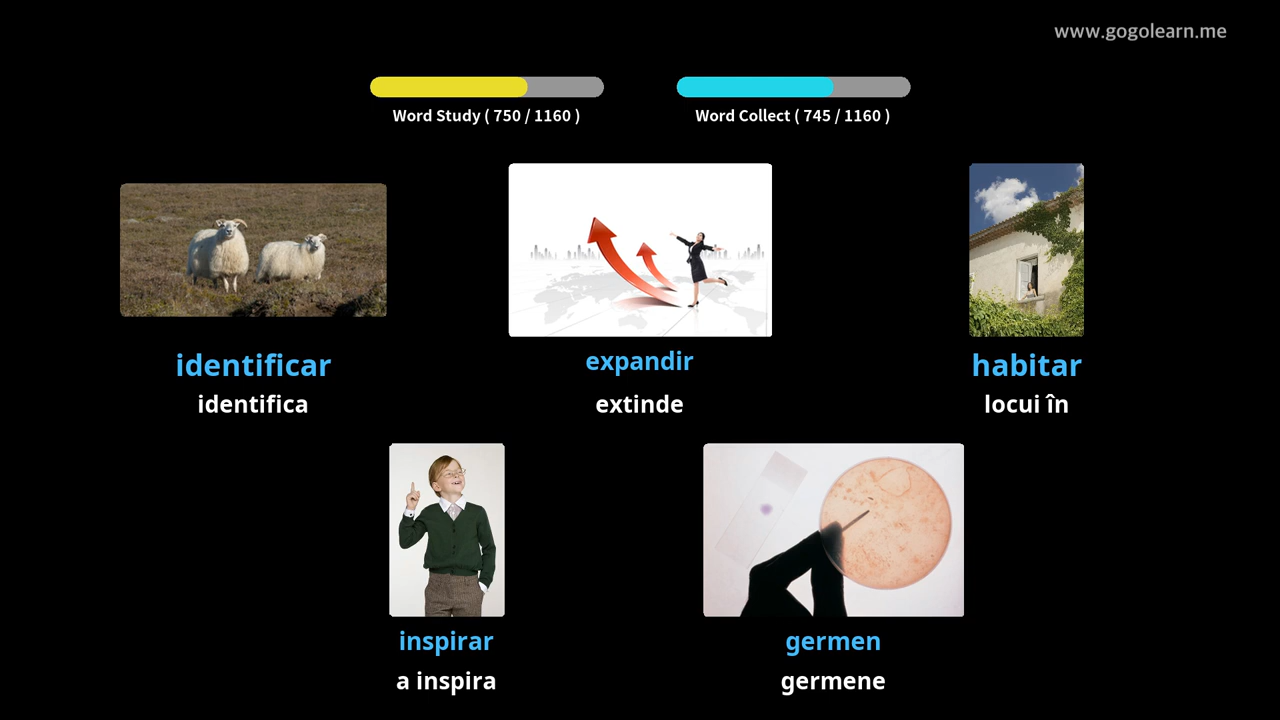 www.gogolearn.me
Word Study ( 750 / 1160 )
Word Collect ( 745 / 1160 )
identificar
identifica
expandir
extinde
habitar
locui în
inspirar
a inspira
germen
germene